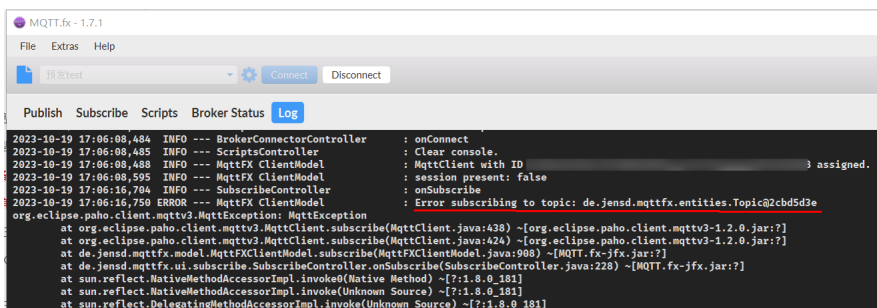 MQTT.fx - 1.7.1
File Extras Help
预发test Connect Disconnect
Publish Subscribe Scripts Broker Status Log
2023-10-19 17:06:08,484 INFO --- BrokerConnectorController : onConnect
2023-10-19 17:06:08,485 INFO --- ScriptsController : Clear console.
2023-10-19 17:06:08,488 INFO --- MqttFX ClientModel : MqttClient with ID assigned.
2023-10-19 17:06:08,595 INFO --- MqttFX ClientModel : session present: false
2023-10-19 17:06:16,704 INFO --- SubscribeController : onSubscribe
2023-10-19 17:06:16,750 ERROR --- MqttFX ClientModel : Error subscribing to topic: de.jensd.mqttfx.entities.Topic@2cbd5d3e
org.eclipse.paho.client.mqttv3.MqttException: MqttException
at org.eclipse.paho.client.mqttv3.MqttClient.subscribe(MqttClient.java:438) ~[org.eclipse.paho.client.mqttv3-1.2.0.jar:?]
at org.eclipse.paho.client.mqttv3.MqttClient.subscribe(MqttClient.java:424) ~[org.eclipse.paho.client.mqttv3-1.2.0.jar:?]
at de.jensd.mqttfx.model.MqttFXClientModel.subscribe(MqttFXClientModel.java:908) ~[MQTT.fx-jfx.jar:?]
at de.jensd.mqttfx.ui.subscribe.SubscribeController.onSubscribe(SubscribeController.java:228) ~[MQTT.fx-jfx.jar:?]
at sun.reflect.NativeMethodAccessorImpl.invoke0(Native Method) ~[?:1.8.0_181]
at sun.reflect.NativeMethodAccessorImpl.invoke(Unknown Source) ~[?:1.8.0_181]
at sun.reflect.DelegatingMethodAccessorImpl.invoke(Unknown Source) ~[?:1.8.0_181]